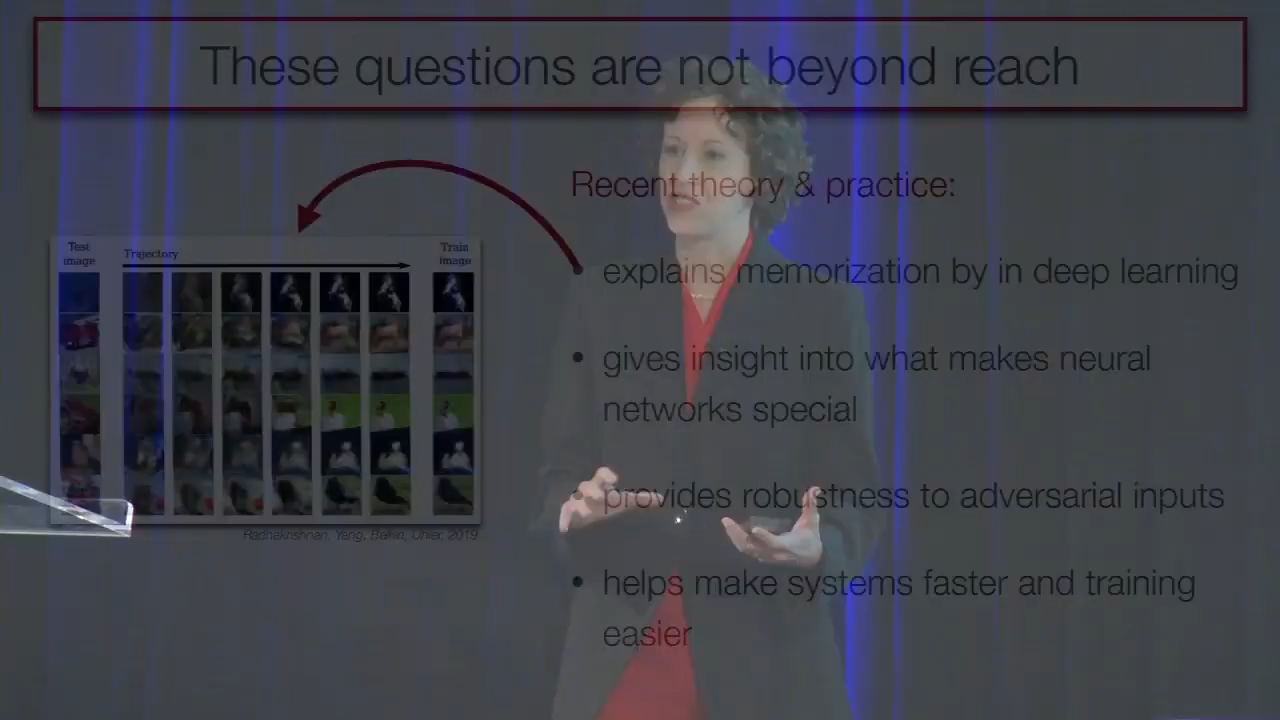 These questions are not beyond reach
Recent theory & practice:
Test
image
Trajectory
Train
image
• explains memorization by in deep learning
• gives insight into what makes neural
networks special
• provides robustness to adversarial inputs
• helps make systems faster and training
easier
Radhakrishnan, Yang, Belkin, Uhler, 2019